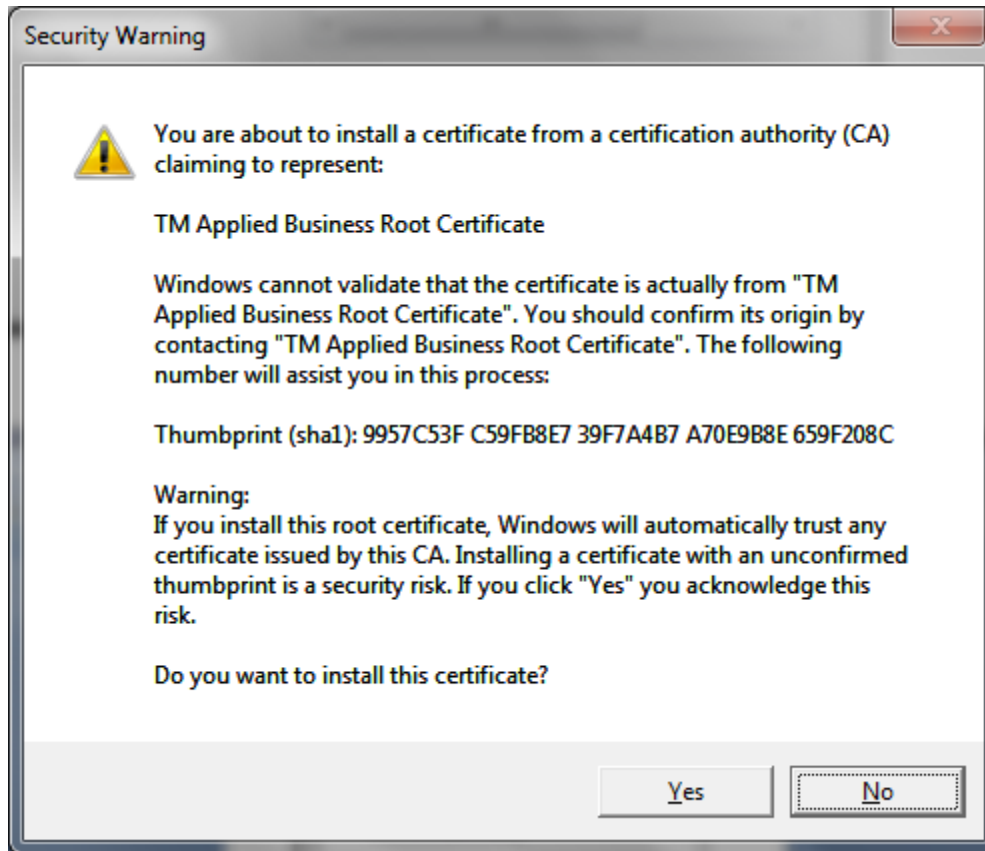 Security Warning
You are about to install a certificate from a certification authority (CA)
claiming to represent:
TM Applied Business Root Certificate
Windows cannot validate that the certificate is actually from "TM
Applied Business Root Certificate". You should confirm its origin by
contacting "TM Applied Business Root Certificate". The following
number will assist you in this process:
Thumbprint (sha1): 9957C53F C59FB8E7 39F7A4B7 A70E9B8E 659F208C
Warning:
If you install this root certificate, Windows will automatically trust any
certificate issued by this CA. Installing a certificate with an unconfirmed
thumbprint is a security risk. If you click "Yes" you acknowledge this
risk.
Do you want to install this certificate?
Yes
No